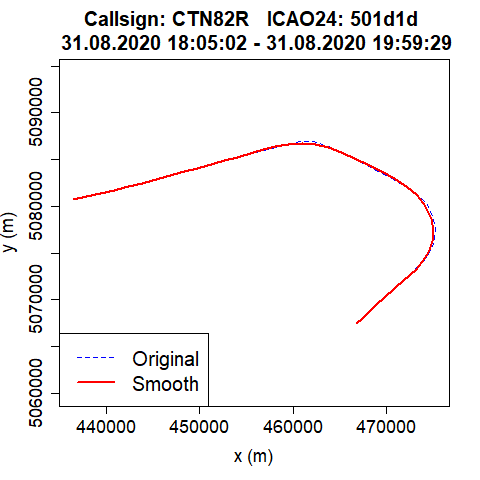 Callsign: CTN82R   ICAO24: 501d1d
31.08.2020 18:05:02 - 31.08.2020 19:59:29
5090000
5080000
5070000
5060000
y (m)
Original
Smooth
440000 450000 460000 470000
x (m)